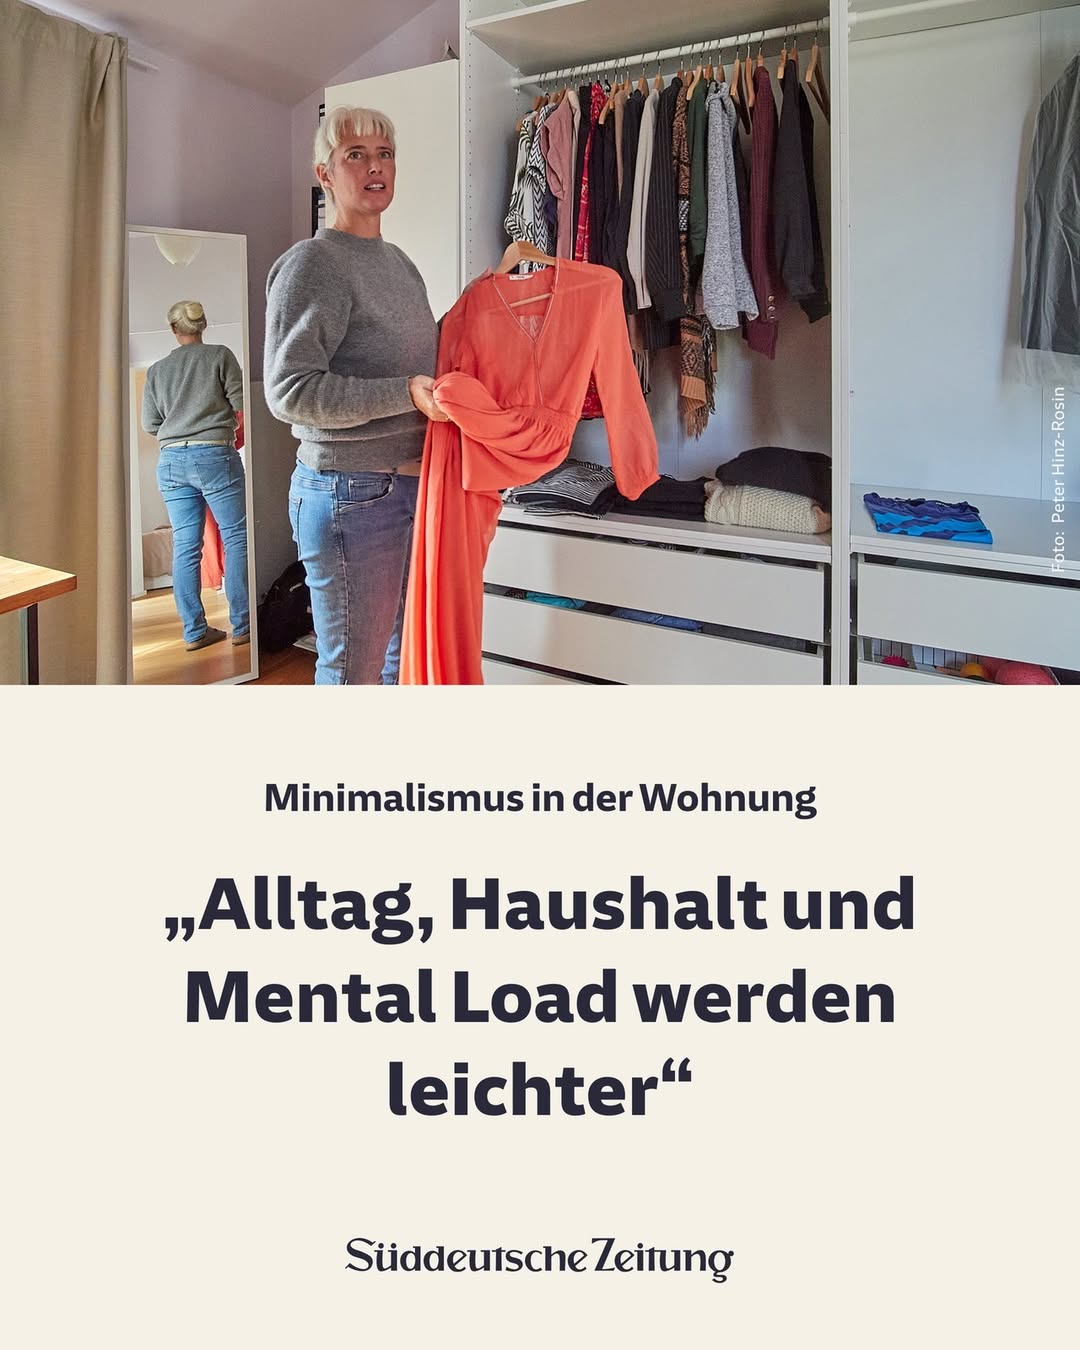 Foto: Peter Hinz-Rosin
Minimalismus in der Wohnung
„Alltag, Haushalt und
Mental Load werden
leichter“
Süddeutsche Zeitung